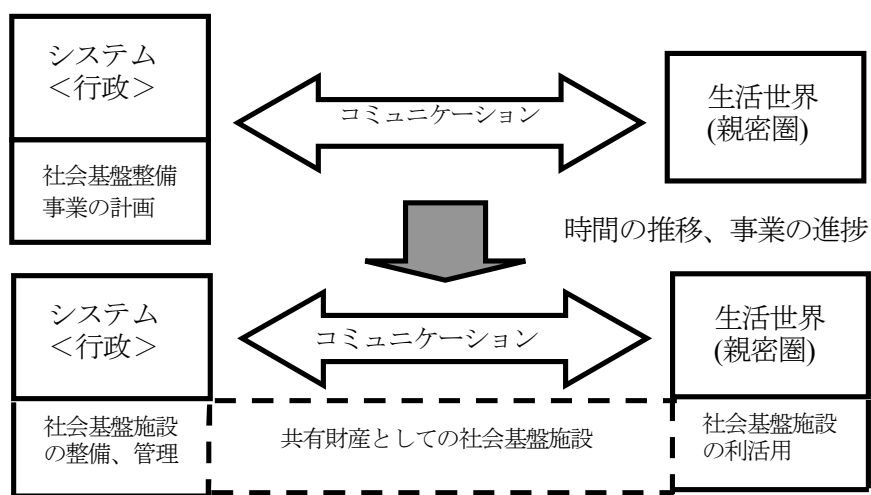 システム
<行政>
社会基盤整備
事業の計画
コミュニケーション
生活世界
(親密圏)
時間の推移、事業の進捗
システム
<行政>
社会基盤施設
の整備、管理
コミュニケーション
共有財産としての社会基盤施設
生活世界
(親密圏)
社会基盤施設
の利活用